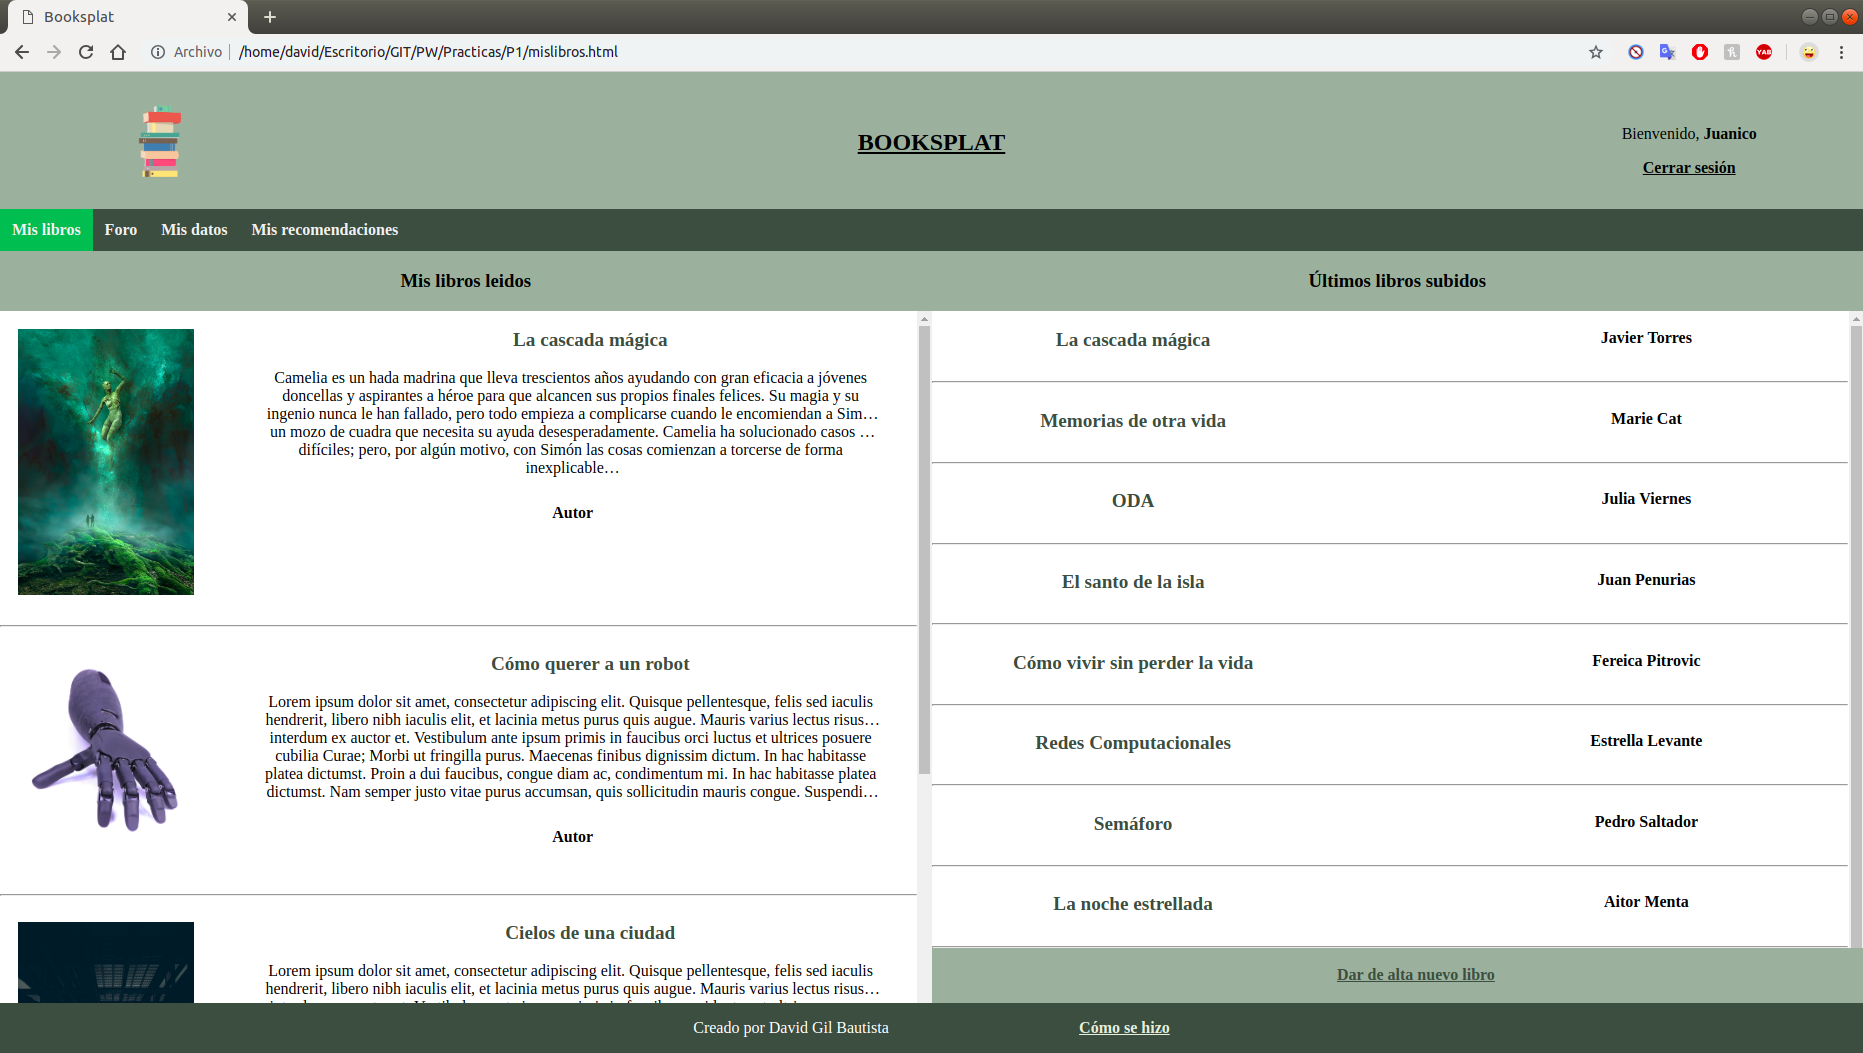 Booksplat
Archivo
/home/david/Escritorio/GIT/PW/Practicas/P1/mislibros.html
YAB
BOOKSPLAT
Bienvenido, Juanico
Cerrar sesión
Mis libros
Foro
Mis datos
Mis recomendaciones
Mis libros leidos
La cascada mágica
Camelia es un hada madrina que lleva trescientos años ayudando con gran eficacia a jóvenes
doncellas y aspirantes a héroe para que alcancen sus propios finales felices. Su magia y su
ingenio nunca le han fallado, pero todo empieza a complicarse cuando le encomiendan a Sim…
un mozo de cuadra que necesita su ayuda desesperadamente. Camelia ha solucionado casos …
difíciles; pero, por algún motivo, con Simón las cosas comienzan a torcerse de forma
inexplicable…
Autor
Cómo querer a un robot
Lorem ipsum dolor sit amet, consectetur adipiscing elit. Quisque pellentesque, felis sed iaculis
hendrerit, libero nibh iaculis elit, et lacinia metus purus quis augue. Mauris varius lectus risus…
interdum ex auctor et. Vestibulum ante ipsum primis in faucibus orci luctus et ultrices posuere
cubilia Curae; Morbi ut fringilla purus. Maecenas finibus dignissim dictum. In hac habitasse
platea dictumst. Proin a dui faucibus, congue diam ac, condimentum mi. In hac habitasse platea
dictumst. Nam semper justo vitae purus accumsan, quis sollicitudin mauris congue. Suspendi…
Autor
Cielos de una ciudad
Lorem ipsum dolor sit amet, consectetur adipiscing elit. Quisque pellentesque, felis sed iaculis
hendrerit, libero nibh iaculis elit, et lacinia metus purus quis augue. Mauris varius lectus risus…
Últimos libros subidos
La cascada mágica
Javier Torres
Memorias de otra vida
Marie Cat
ODA
Julia Viernes
El santo de la isla
Juan Penurias
Cómo vivir sin perder la vida
Fereica Pitrovic
Redes Computacionales
Estrella Levante
Semáforo
Pedro Saltador
La noche estrellada
Aitor Menta
Dar de alta nuevo libro
Creado por David Gil Bautista
Cómo se hizo